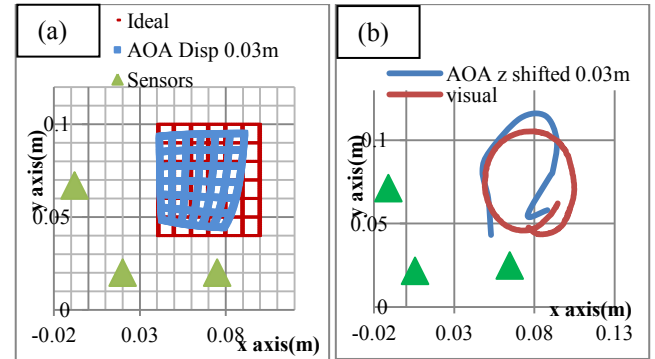 (a)
Ideal
AOA Disp 0.03m
Sensors
y axis(m)
0.1
0.05
0
-0.02 0.03 0.08
x axis(m)
(b)
AOA z shifted 0.03m
visual
y axis(m)
0.1
0.05
0
-0.02 0.03 0.08 0.13
x axis(m)